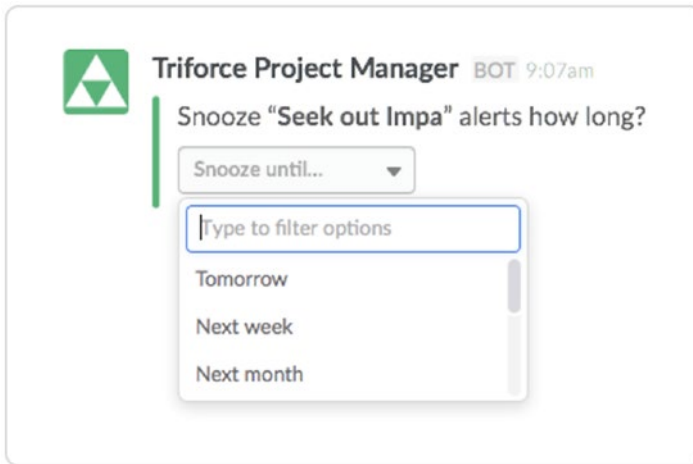 Triforce Project Manager BOT 9:07am
Snooze “Seek out Impa” alerts how long?
Snooze until...
Type to filter options
Tomorrow
Next week
Next month